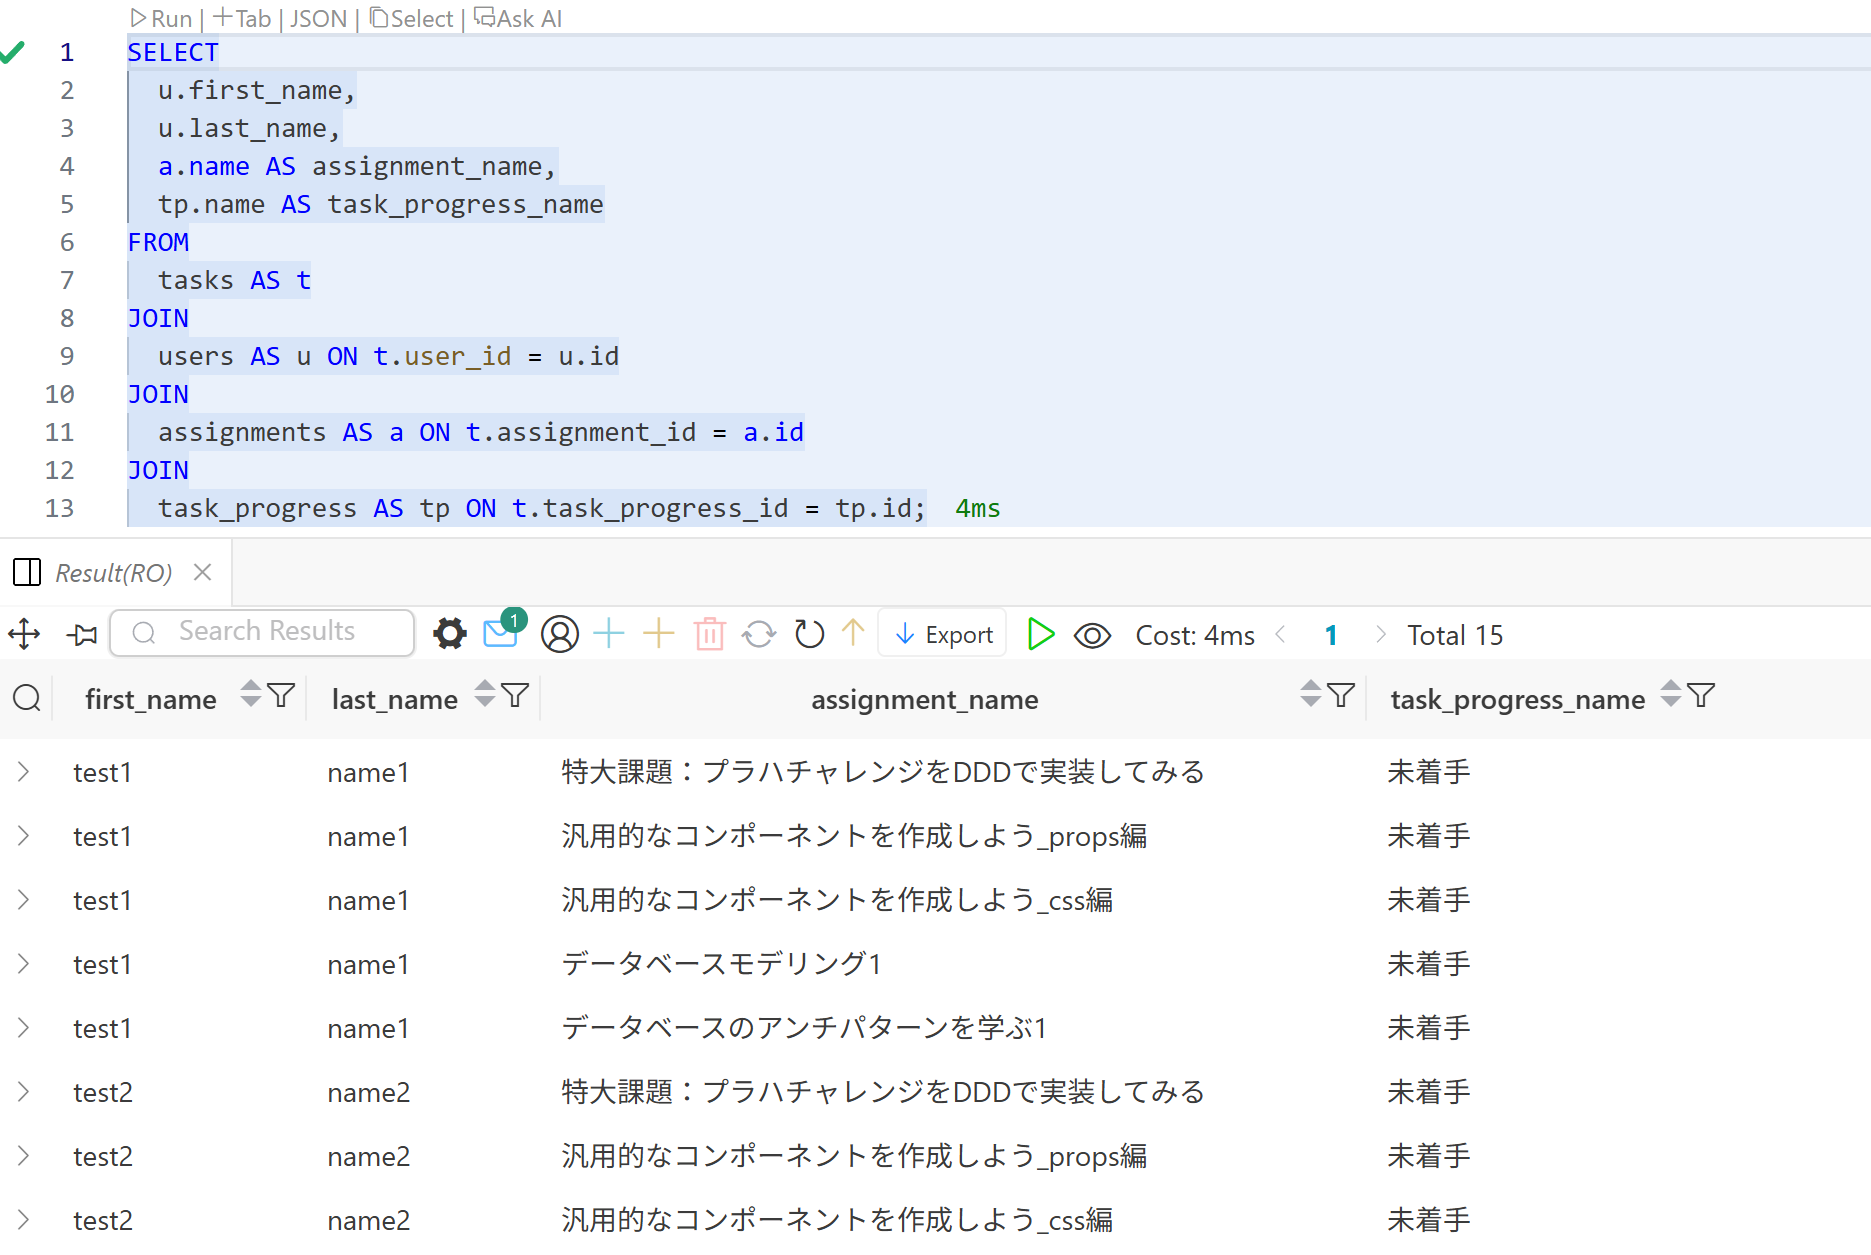 Run | Tab | JSON | Select | Ask AI
1 SELECT
2 u.first_name,
3 u.last_name,
4 a.name AS assignment_name,
5 tp.name AS task_progress_name
6 FROM
7 tasks AS t
8 JOIN
9 users AS u ON t.user_id = u.id
10 JOIN
11 assignments AS a ON t.assignment_id = a.id
12 JOIN
13 task_progress AS tp ON t.task_progress_id = tp.id; 4ms
Result(RO)
Search Results 1 Export Cost: 4ms 1 Total 15
first_name last_name assignment_name task_progress_name
test1 name1 特大課題：プラハチャレンジをDDDで実装してみる 未着手
test1 name1 汎用的なコンポーネントを作成しよう_props編 未着手
test1 name1 汎用的なコンポーネントを作成しよう_css編 未着手
test1 name1 データベースモデリング1 未着手
test1 name1 データベースのアンチパターンを学ぶ1 未着手
test2 name2 特大課題：プラハチャレンジをDDDで実装してみる 未着手
test2 name2 汎用的なコンポーネントを作成しよう_props編 未着手
test2 name2 汎用的なコンポーネントを作成しよう_css編 未着手